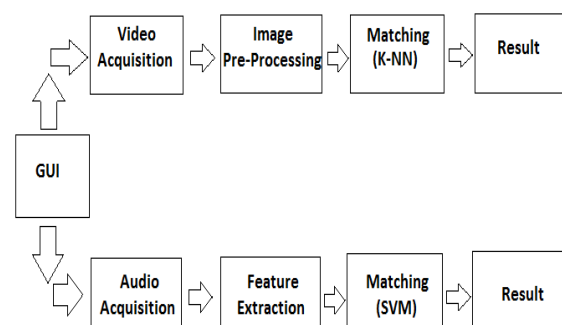 Video
Acquisition
Image
Pre-Processing
Matching
(K-NN)
Result
GUI
Audio
Acquisition
Feature
Extraction
Matching
(SVM)
Result